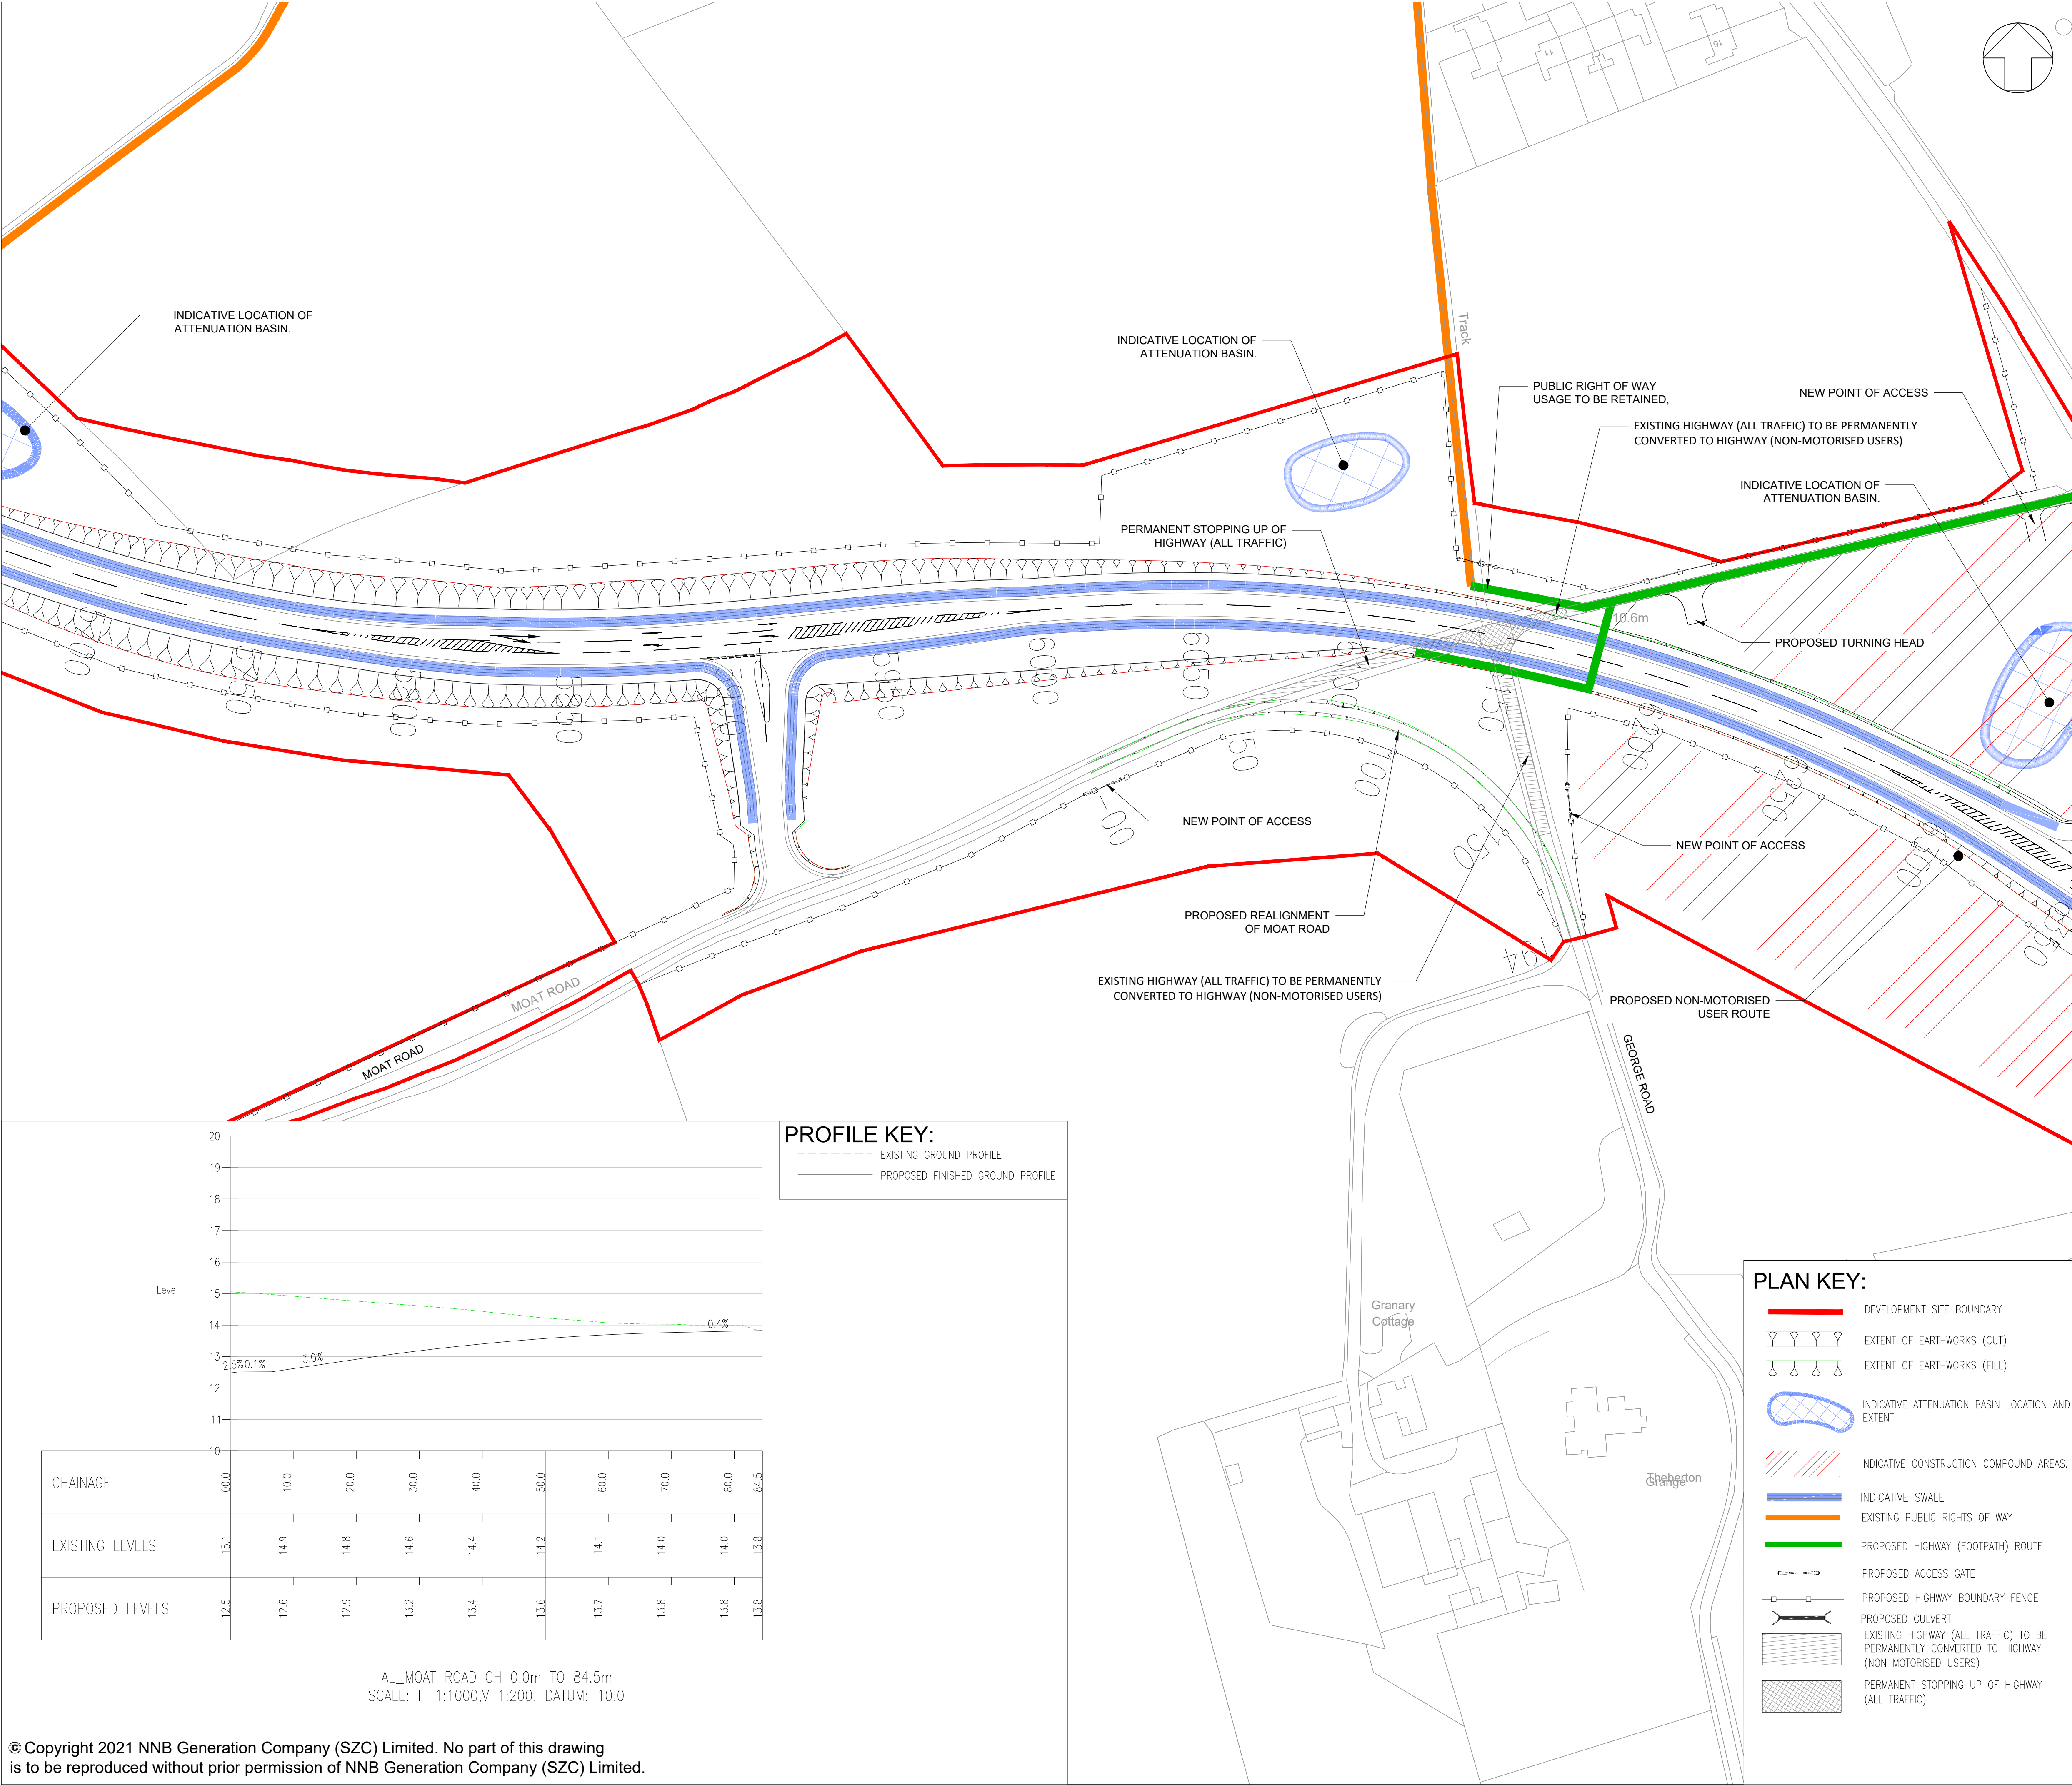 11
16
Track
INDICATIVE LOCATION OF
ATTENUATION BASIN.
INDICATIVE LOCATION OF
ATTENUATION BASIN.
PUBLIC RIGHT OF WAY
USAGE TO BE RETAINED,
NEW POINT OF ACCESS
EXISTING HIGHWAY (ALL TRAFFIC) TO BE PERMANENTLY
CONVERTED TO HIGHWAY (NON-MOTORISED USERS)
INDICATIVE LOCATION OF
ATTENUATION BASIN.
PERMANENT STOPPING UP OF
HIGHWAY (ALL TRAFFIC)
10.6m
PROPOSED TURNING HEAD
50
100
NEW POINT OF ACCESS
NEW POINT OF ACCESS
PROPOSED REALIGNMENT
OF MOAT ROAD
EXISTING HIGHWAY (ALL TRAFFIC) TO BE PERMANENTLY
CONVERTED TO HIGHWAY (NON-MOTORISED USERS)
PROPOSED NON-MOTORISED
USER ROUTE
MOAT ROAD
MOAT ROAD
GEORGE ROAD
Granary
Cottage
Theberton
Grange
PROFILE KEY:
EXISTING GROUND PROFILE
PROPOSED FINISHED GROUND PROFILE
20
19
18
17
16
Level
15
14
13
12
11
10
2.5%
0.1%
3.0%
0.4%
CHAINAGE
00.0 10.0 20.0 30.0 40.0 50.0 60.0 70.0 80.0 84.5
EXISTING LEVELS
15.1 14.9 14.8 14.6 14.4 14.2 14.1 14.0 14.0 13.8
PROPOSED LEVELS
12.5 12.6 12.9 13.2 13.4 13.6 13.7 13.8 13.8 13.8
AL_MOAT ROAD CH 0.0m TO 84.5m
SCALE: H 1:1000,V 1:200. DATUM: 10.0
PLAN KEY:
DEVELOPMENT SITE BOUNDARY
EXTENT OF EARTHWORKS (CUT)
EXTENT OF EARTHWORKS (FILL)
INDICATIVE ATTENUATION BASIN LOCATION AND
EXTENT
INDICATIVE CONSTRUCTION COMPOUND AREAS.
INDICATIVE SWALE
EXISTING PUBLIC RIGHTS OF WAY
PROPOSED HIGHWAY (FOOTPATH) ROUTE
PROPOSED ACCESS GATE
PROPOSED HIGHWAY BOUNDARY FENCE
PROPOSED CULVERT
EXISTING HIGHWAY (ALL TRAFFIC) TO BE
PERMANENTLY CONVERTED TO HIGHWAY
(NON MOTORISED USERS)
PERMANENT STOPPING UP OF HIGHWAY
(ALL TRAFFIC)
© Copyright 2021 NNB Generation Company (SZC) Limited. No part of this drawing
is to be reproduced without prior permission of NNB Generation Company (SZC) Limited.